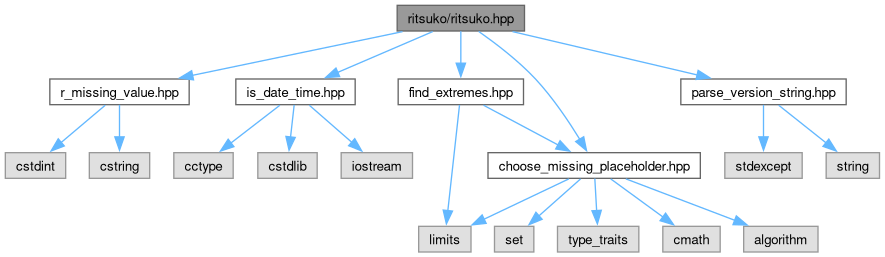 ritsuko/ritsuko.hpp
r_missing_value.hpp
is_date_time.hpp
find_extremes.hpp
parse_version_string.hpp
cstdint
cstring
cctype
cstdlib
iostream
choose_missing_placeholder.hpp
stdexcept
string
limits
set
type_traits
cmath
algorithm